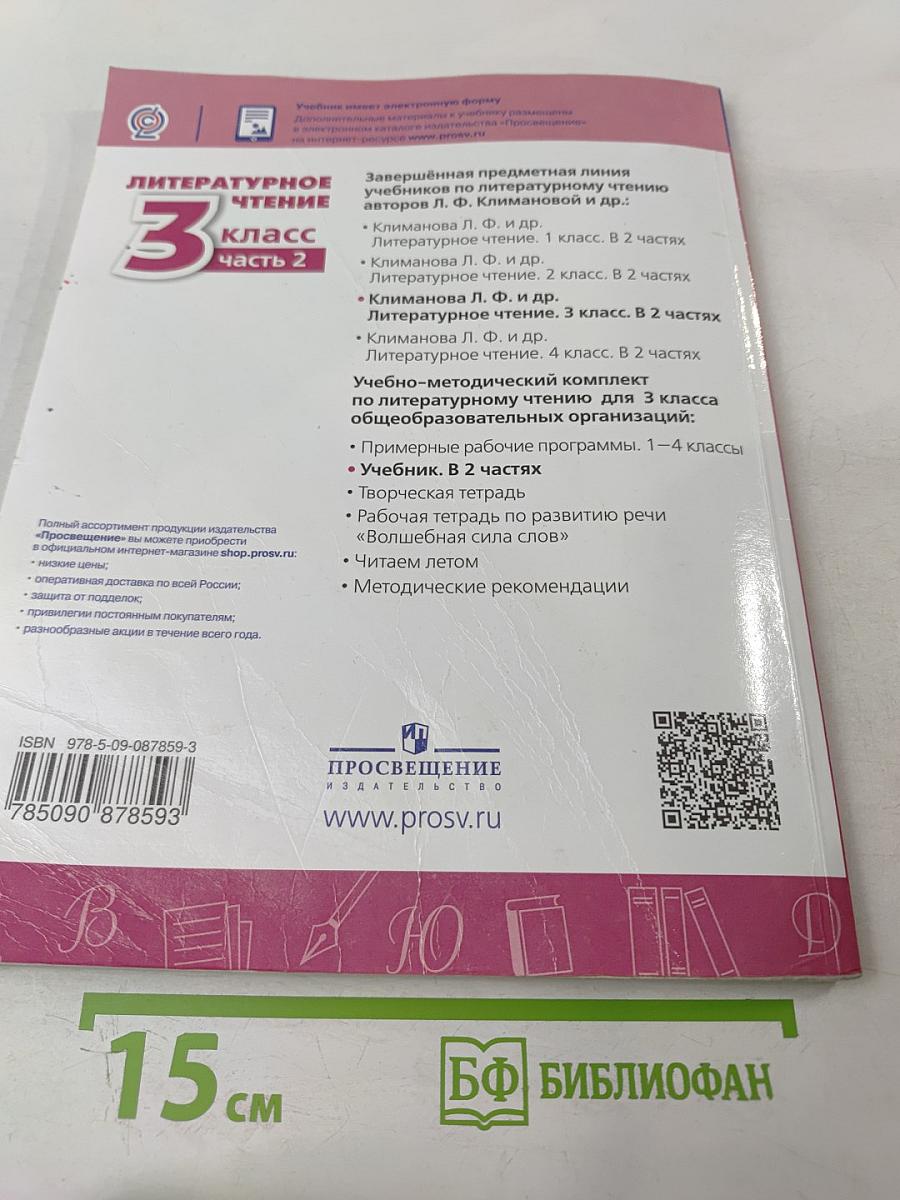 Учебник имеет электронную форму
Дополнительные материалы к учебнику размещены
в электронном каталоге издательства «Просвещение»
на интернет-ресурсе www.prosv.ru
ЛИТЕРАТУРНОЕ
ЧТЕНИЕ
3 класс
часть 2
Завершённая предметная линия
учебников по литературному чтению
авторов Л. Ф. Климановой и др.:
• Климанова Л. Ф. и др.
Литературное чтение. 1 класс. В 2 частях
• Климанова Л. Ф. и др.
Литературное чтение. 2 класс. В 2 частях
• Климанова Л. Ф. и др.
Литературное чтение. 3 класс. В 2 частях
• Климанова Л. Ф. и др.
Литературное чтение. 4 класс. В 2 частях
Учебно-методический комплект
по литературному чтению для 3 класса
общеобразовательных организаций:
• Примерные рабочие программы. 1—4 классы
• Учебник. В 2 частях
• Творческая тетрадь
• Рабочая тетрадь по развитию речи
«Волшебная сила слов»
• Читаем летом
• Методические рекомендации
Полный ассортимент продукции издательства
«Просвещение» вы можете приобрести
в официальном интернет-магазине shop.prosv.ru:
• низкие цены;
• оперативная доставка по всей России;
• защита от подделок;
• привилегии постоянным покупателям;
• разнообразные акции в течение всего года.
ISBN 978-5-09-087859-3
785090 878593
ИП
ПРОСВЕЩЕНИЕ
ИЗДАТЕЛЬСТВО
www.prosv.ru
В Ю D
15 см
БФ БИБЛИОФАН